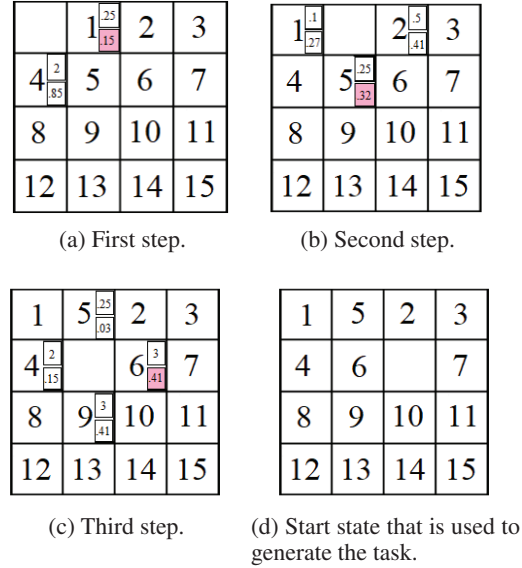 1 .25 .15 2 3
4 2 .85 5 6 7
8 9 10 11
12 13 14 15
(a) First step.
1 .1 .27 2 .5 .41 3
4 5 .25 .32 6 7
8 9 10 11
12 13 14 15
(b) Second step.
1 5 .25 .03 2 3
4 2 .15 6 3 .41 7
8 9 3 .41 10 11
12 13 14 15
(c) Third step.
1 5 2 3
4 6 7
8 9 10 11
12 13 14 15
(d) Start state that is used to
generate the task.